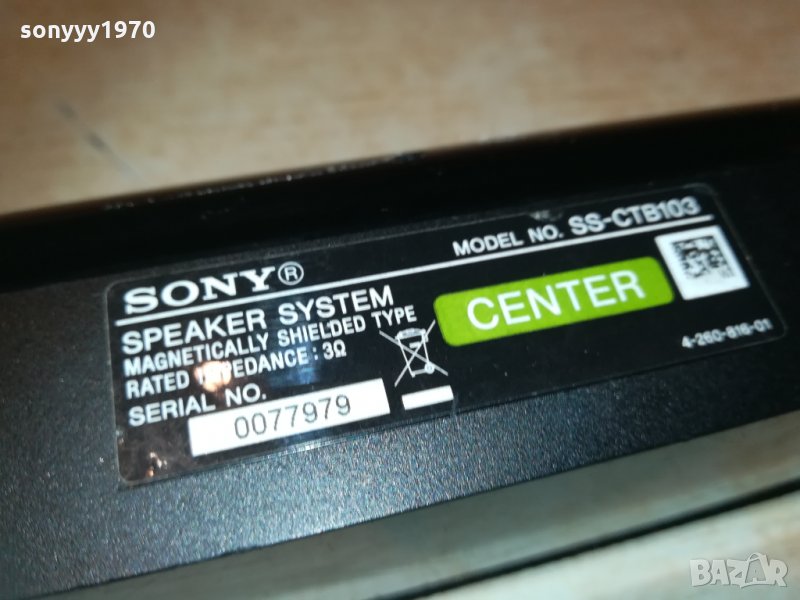 sonyyy1970
MODEL NO. SS-CTB103
SONY®
SPEAKER SYSTEM
MAGNETICALLY SHIELDED TYPE
RATED IMPEDANCE : 3Ω
SERIAL NO.
0077979
CENTER
4-260-816-01
BAZAR